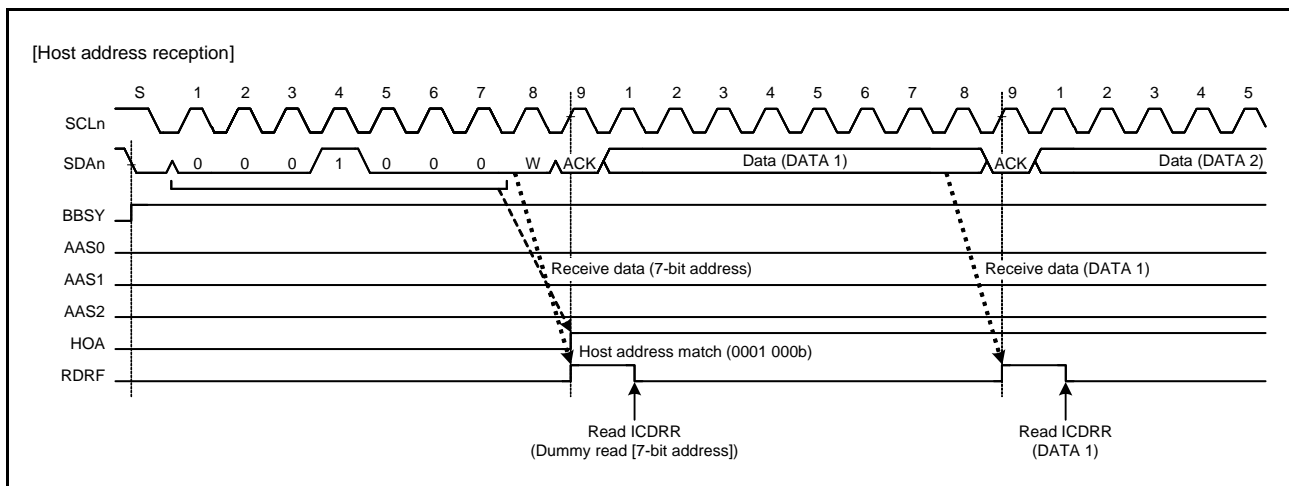 [Host address reception]
S 1 2 3 4 5 6 7 8 9 1 2 3 4 5 6 7 8 9 1 2 3 4 5
SCLn
SDAn 0 0 0 1 0 0 0 W ACK Data (DATA 1) ACK Data (DATA 2)
BBSY
AAS0
AAS1 Receive data (7-bit address) Receive data (DATA 1)
AAS2
HOA Host address match (0001 000b)
RDRF
Read ICDRR Read ICDRR
(Dummy read [7-bit address]) (DATA 1)